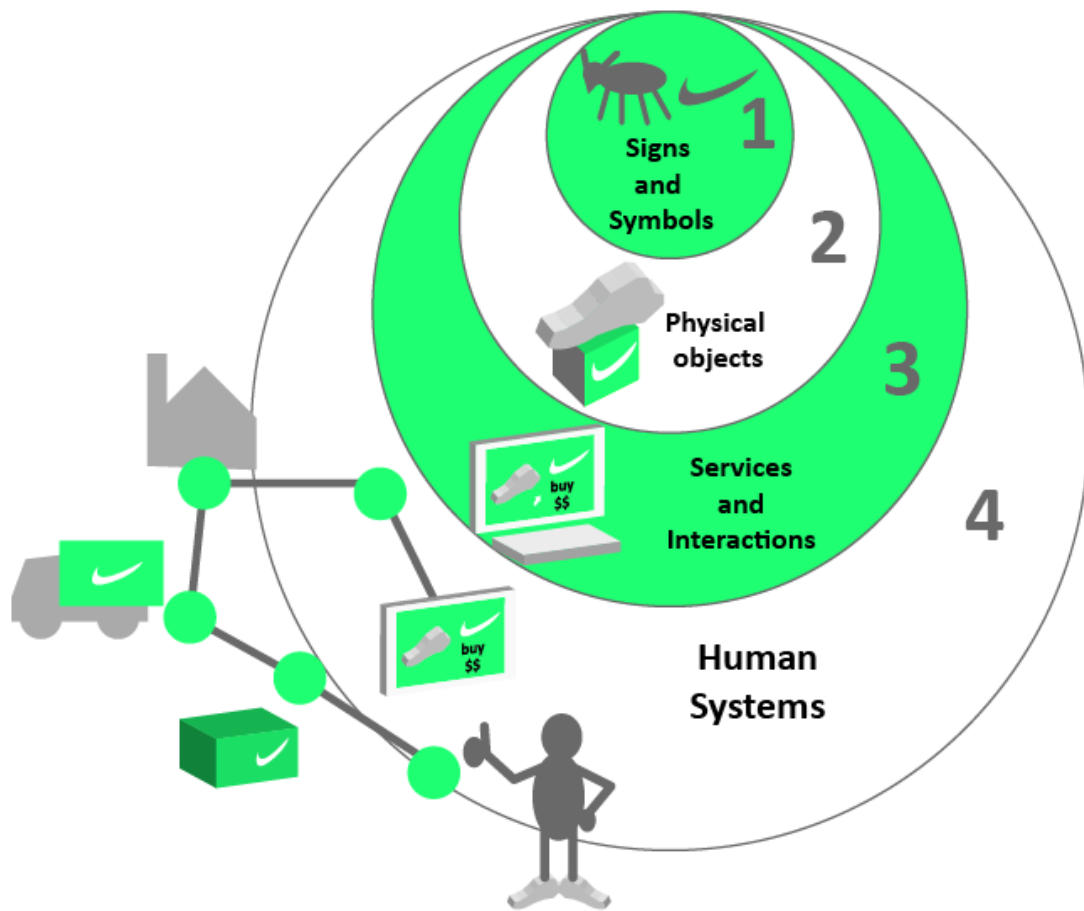 1
Signs
and
Symbols
2
Physical
objects
3
buy
$$
Services
and
Interactions
4
buy
$$
Human
Systems